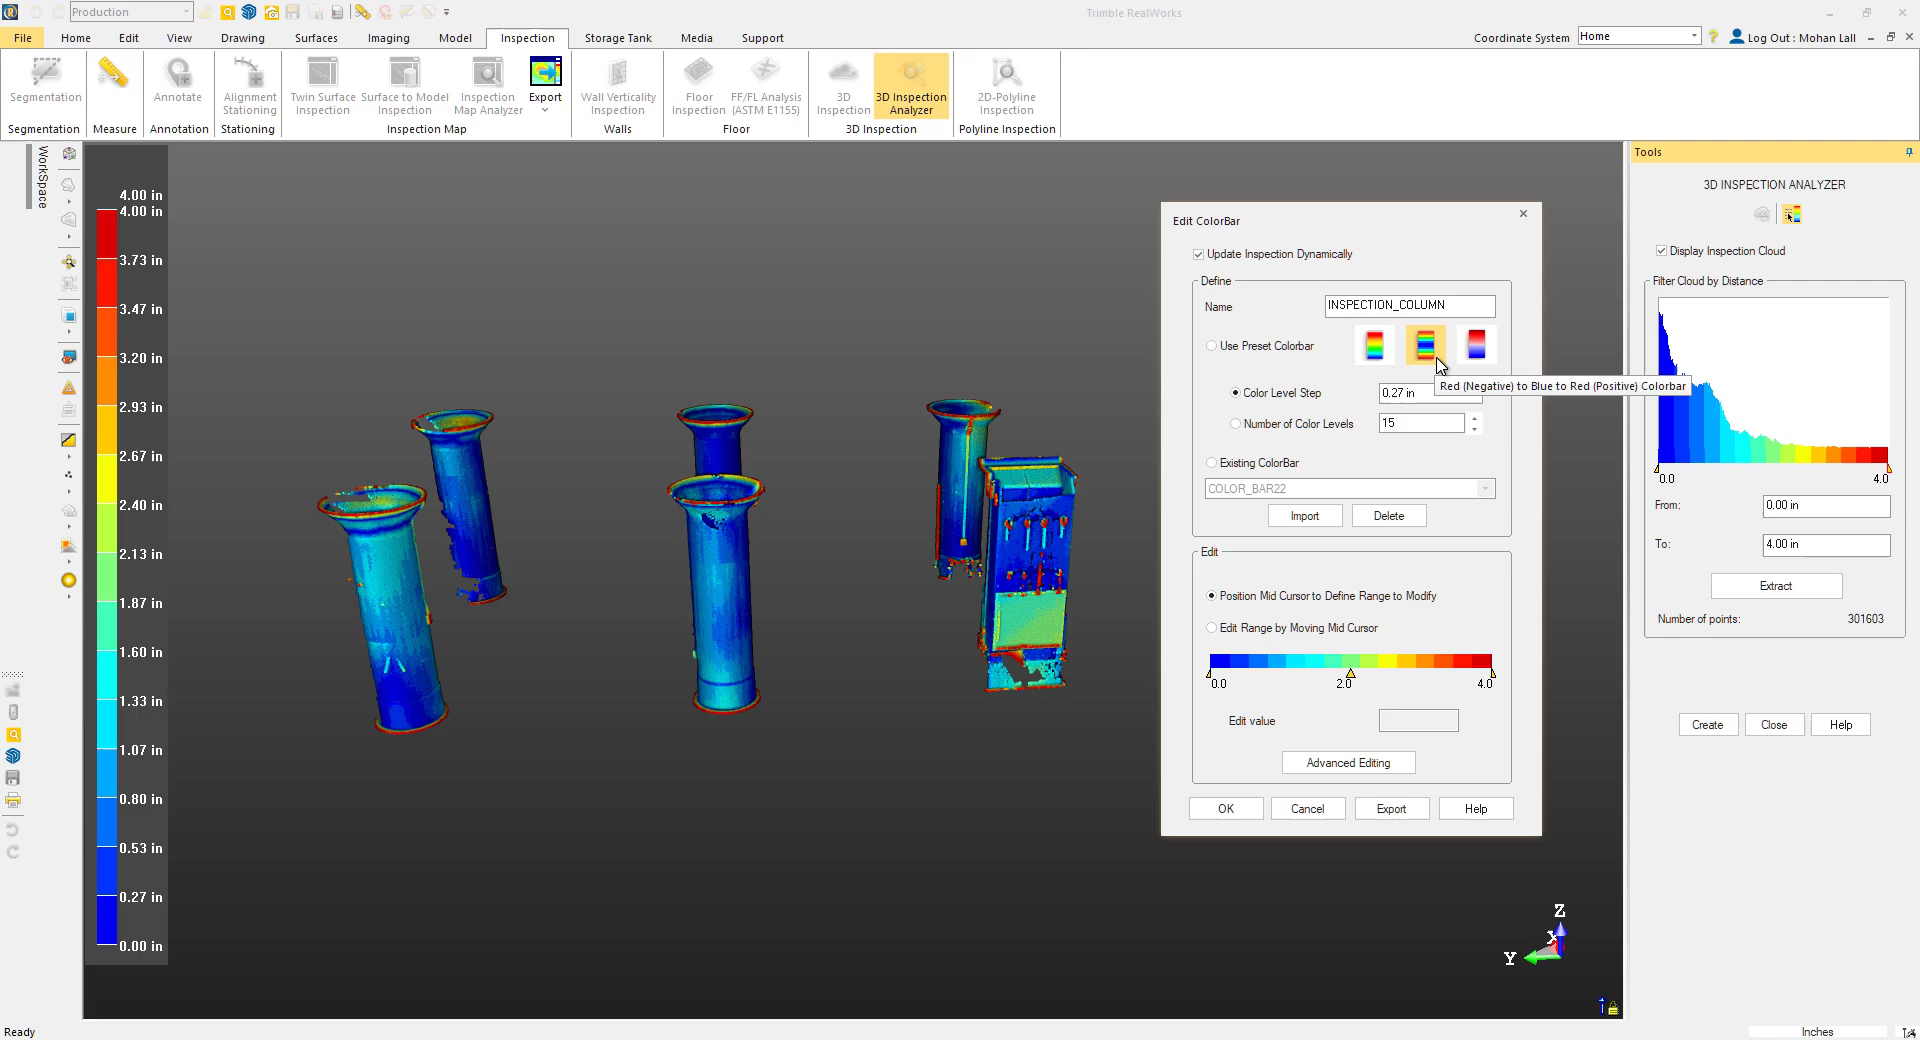 Production
Trimble RealWorks
File
Home
Edit
View
Drawing
Surfaces
Imaging
Model
Inspection
Storage Tank
Media
Support
Coordinate System
Home
Log Out : Mohan Lall
Segmentation
Annotate
Alignment
Stationing
Twin Surface
Inspection
Surface to Model
Inspection
Inspection
Map Analyzer
Export
Wall Verticality
Inspection
Floor
Inspection
FF/FL Analysis
(ASTM E1155)
3D
Inspection
3D Inspection
Analyzer
2D-Polyline
Inspection
Segmentation
Measure
Annotation
Stationing
Inspection Map
Walls
Floor
3D Inspection
Polyline Inspection
WorkSpace
4.00 in
4.00 in
3.73 in
3.47 in
3.20 in
2.93 in
2.67 in
2.40 in
2.13 in
1.87 in
1.60 in
1.33 in
1.07 in
0.80 in
0.53 in
0.27 in
0.00 in
Edit ColorBar
Update Inspection Dynamically
Define
Name
INSPECTION_COLUMN
Use Preset Colorbar
Red (Negative) to Blue to Red (Positive) Colorbar
Color Level Step
0.27 in
Number of Color Levels
15
Existing ColorBar
COLOR_BAR22
Import
Delete
Edit
Position Mid Cursor to Define Range to Modify
Edit Range by Moving Mid Cursor
0.0
2.0
4.0
Edit value
Advanced Editing
OK
Cancel
Export
Help
Z
X
Y
Tools
3D INSPECTION ANALYZER
Display Inspection Cloud
Filter Cloud by Distance
0.0
4.0
From:
0.00 in
To:
4.00 in
Extract
Number of points:
301603
Create
Close
Help
Ready
Inches